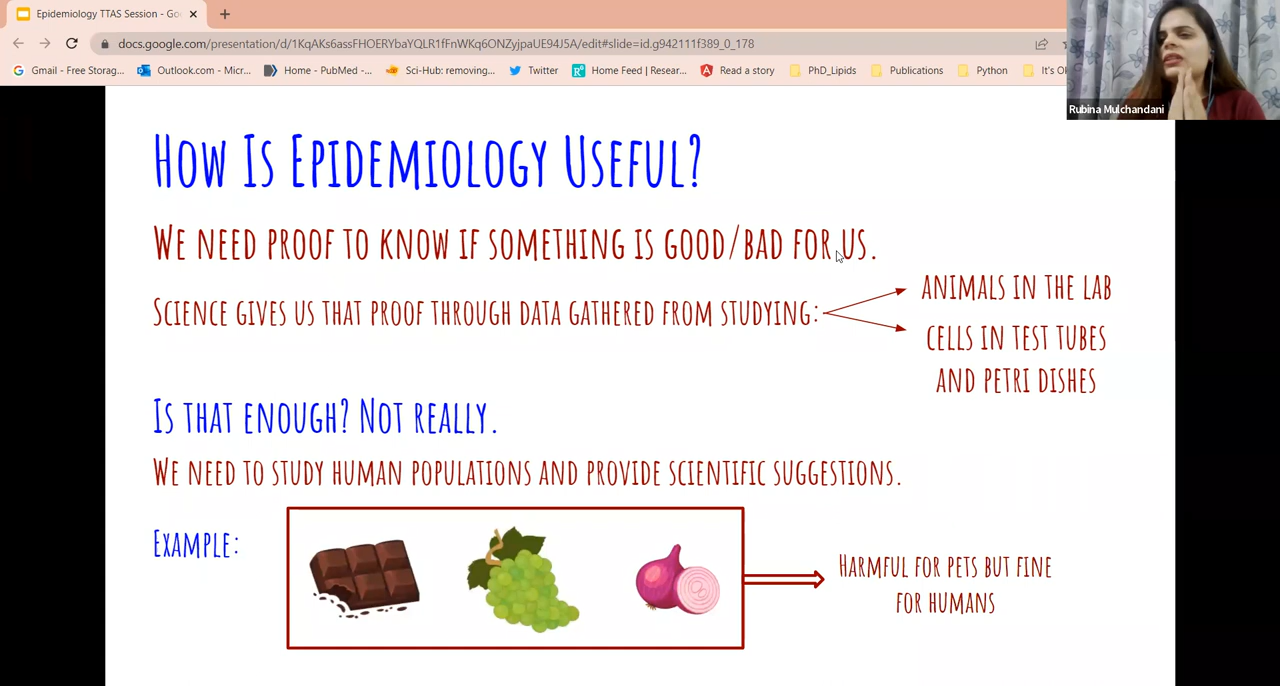 Epidemiology TTAS Session - Go
docs.google.com/presentation/d/1KqAKs6assFHOERYbaYQLR1fFnWKq6ONZyjpaUE94J5A/edit#slide=id.g942111f389_0_178
Gmail - Free Storag... Outlook.com - Micr... Home - PubMed -... Sci-Hub: removing... Twitter Home Feed | Resear... Read a story PhD_Lipids Publications Python It's
Rubina Mulchandani
HOW IS EPIDEMIOLOGY USEFUL?
WE NEED PROOF TO KNOW IF SOMETHING IS GOOD/BAD FOR US.
SCIENCE GIVES US THAT PROOF THROUGH DATA GATHERED FROM STUDYING:
ANIMALS IN THE LAB
CELLS IN TEST TUBES
AND PETRI DISHES
IS THAT ENOUGH? NOT REALLY.
WE NEED TO STUDY HUMAN POPULATIONS AND PROVIDE SCIENTIFIC SUGGESTIONS.
EXAMPLE:
HARMFUL FOR PETS BUT FINE
FOR HUMANS